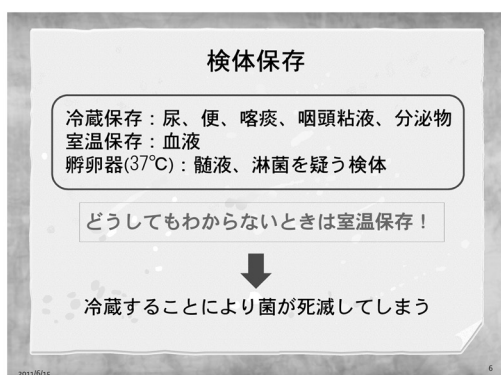 検体保存
冷蔵保存：尿、便、喀痰、咽頭粘液、分泌物
室温保存：血液
孵卵器(37℃)：髄液、淋菌を疑う検体
どうしてもわからないときは室温保存！
冷蔵することにより菌が死滅してしまう
2011/6/15
6